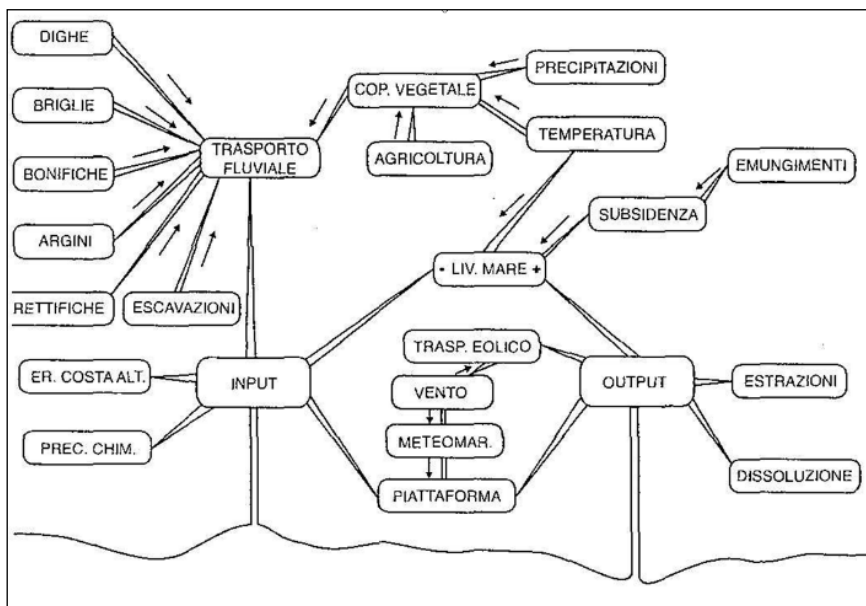 DIGHE
BRIGLIE
BONIFICHE
ARGINI
RETTIFICHE
ESCAVAZIONI
TRASPORTO
FLUVIALE
COP. VEGETALE
AGRICOLTURA
PRECIPITAZIONI
TEMPERATURA
EMUNGIMENTI
SUBSIDENZA
- LIV. MARE +
ER. COSTA ALT.
PREC. CHIM.
INPUT
TRASP. EOLICO
VENTO
METEOMAR.
PIATTAFORMA
OUTPUT
ESTRAZIONI
DISSOLUZIONE